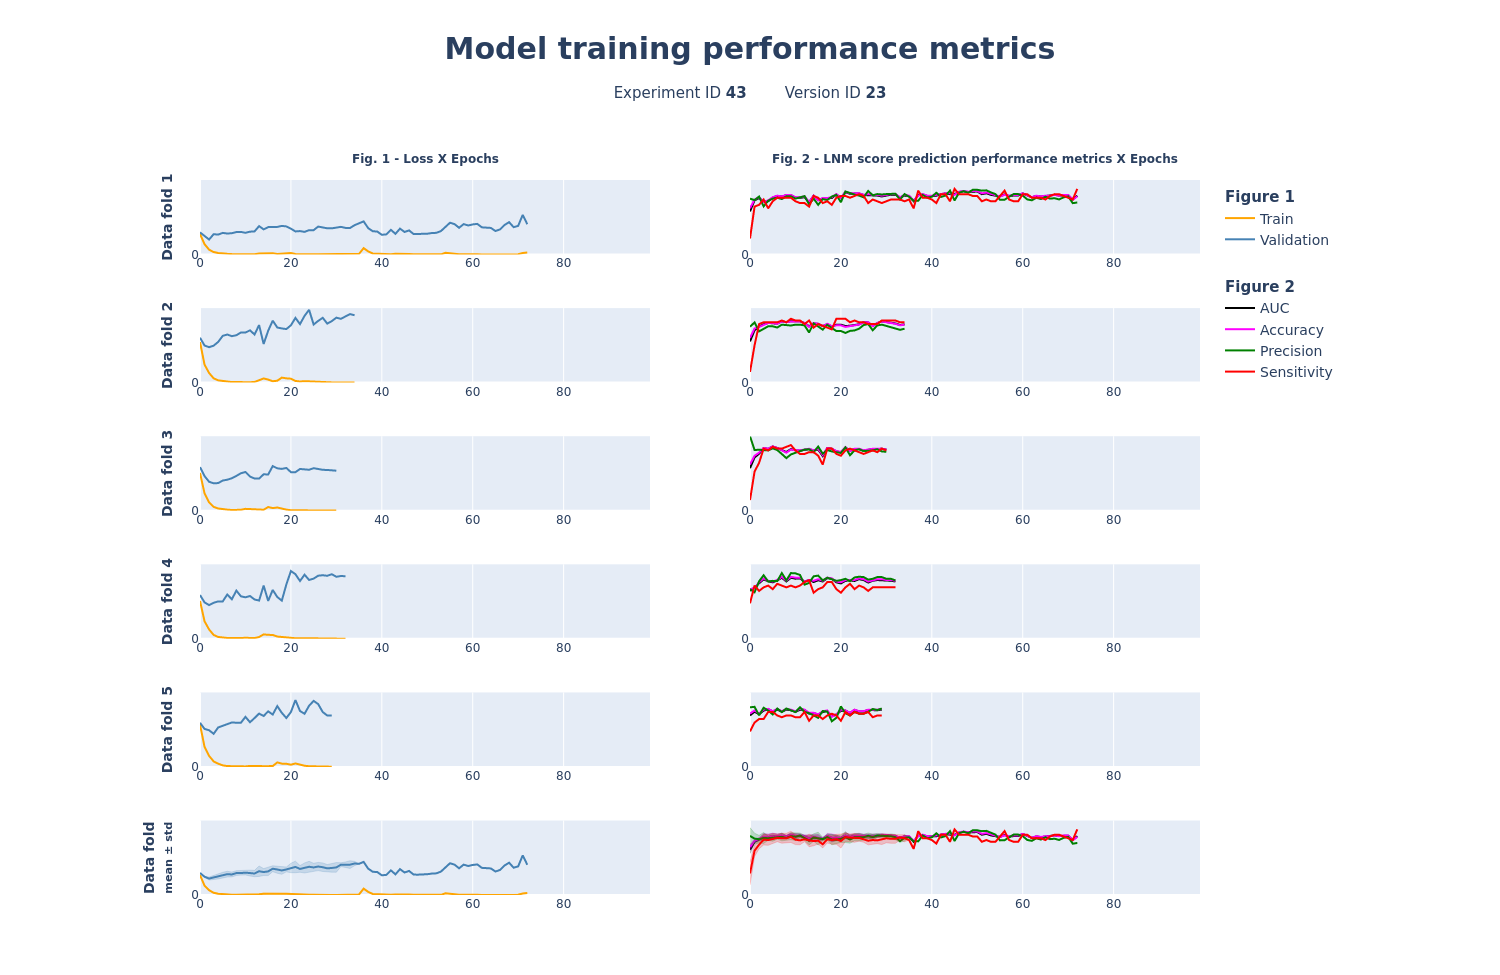 Model training performance metrics
Experiment ID 43 Version ID 23
Fig. 1 - Loss X Epochs
Fig. 2 - LNM score prediction performance metrics X Epochs
Data fold 1
0
0 20 40 60 80
0
0 20 40 60 80
Data fold 2
0
0 20 40 60 80
0
0 20 40 60 80
Data fold 3
0
0 20 40 60 80
0
0 20 40 60 80
Data fold 4
0
0 20 40 60 80
0
0 20 40 60 80
Data fold 5
0
0 20 40 60 80
0
0 20 40 60 80
Data fold
mean ± std
0
0 20 40 60 80
0
0 20 40 60 80
Figure 1
Train
Validation
Figure 2
AUC
Accuracy
Precision
Sensitivity